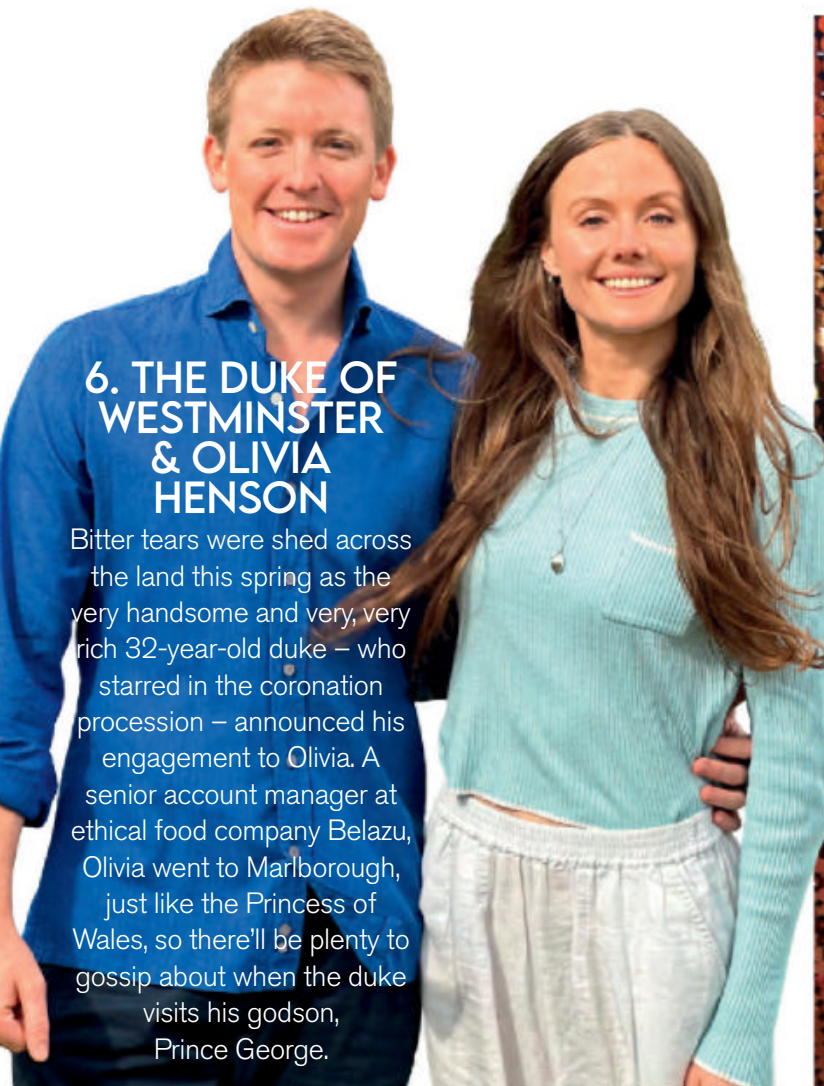 6. THE DUKE OF
WESTMINSTER
& OLIVIA
HENSON
Bitter tears were shed across
the land this spring as the
very handsome and very, very
rich 32-year-old duke – who
starred in the coronation
procession – announced his
engagement to Olivia. A
senior account manager at
ethical food company Belazu,
Olivia went to Marlborough,
just like the Princess of
Wales, so there’ll be plenty to
gossip about when the duke
visits his godson,
Prince George.